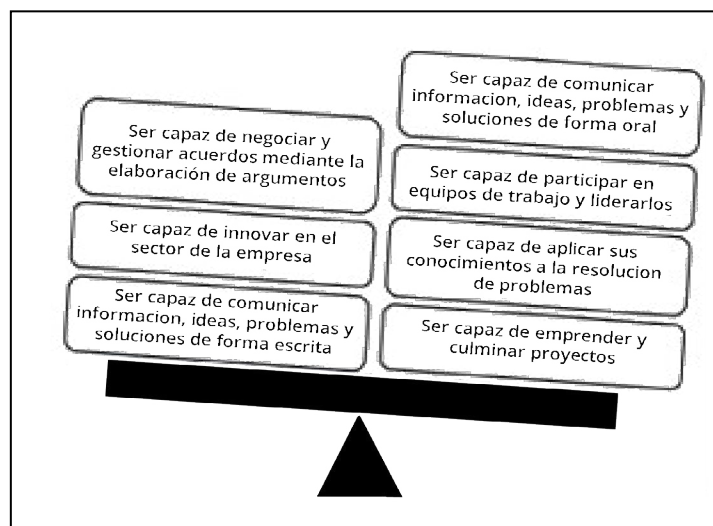 Ser capaz de negociar y
gestionar acuerdos mediante la
elaboración de argumentos
Ser capaz de innovar en el
sector de la empresa
Ser capaz de comunicar
informacion, ideas, problemas y
soluciones de forma escrita
Ser capaz de comunicar
informacion, ideas, problemas y
soluciones de forma oral
Ser capaz de participar en
equipos de trabajo y liderarlos
Ser capaz de aplicar sus
conocimientos a la resolucion
de problemas
Ser capaz de emprender y
culminar proyectos